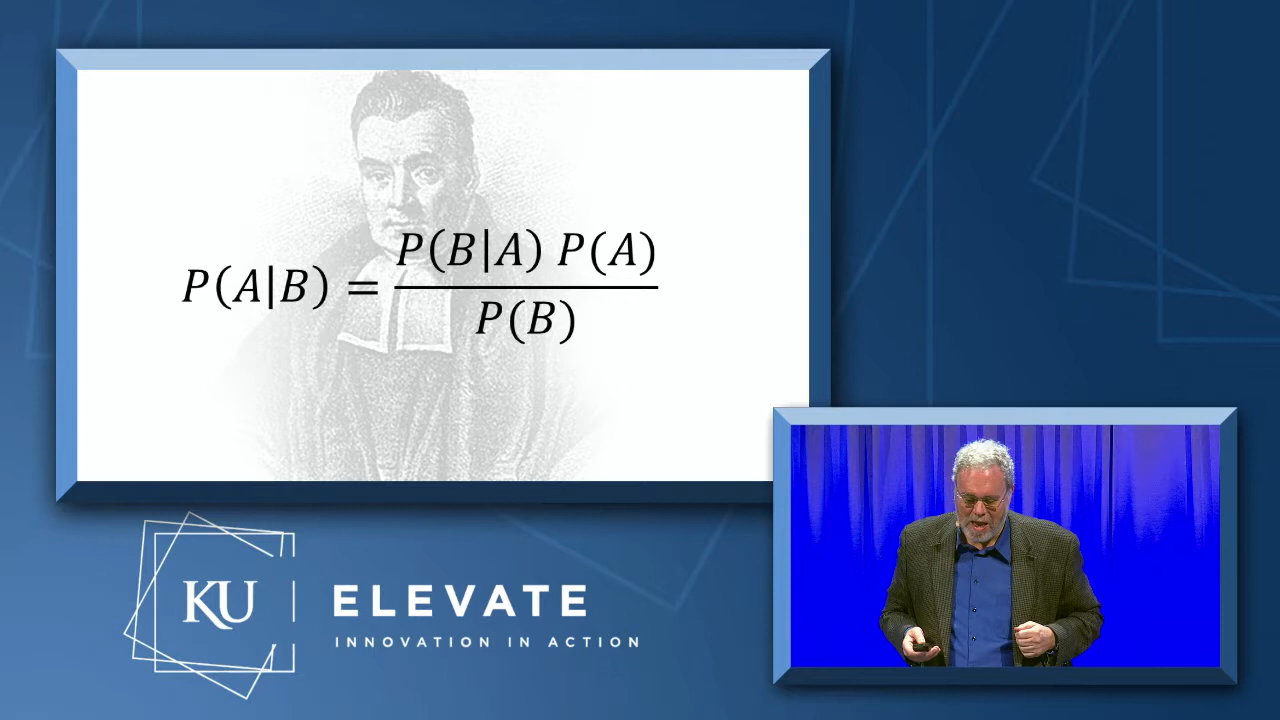 P(A|B) = P(B|A) P(A)
P(B)
KU
ELEVATE
INNOVATION IN ACTION